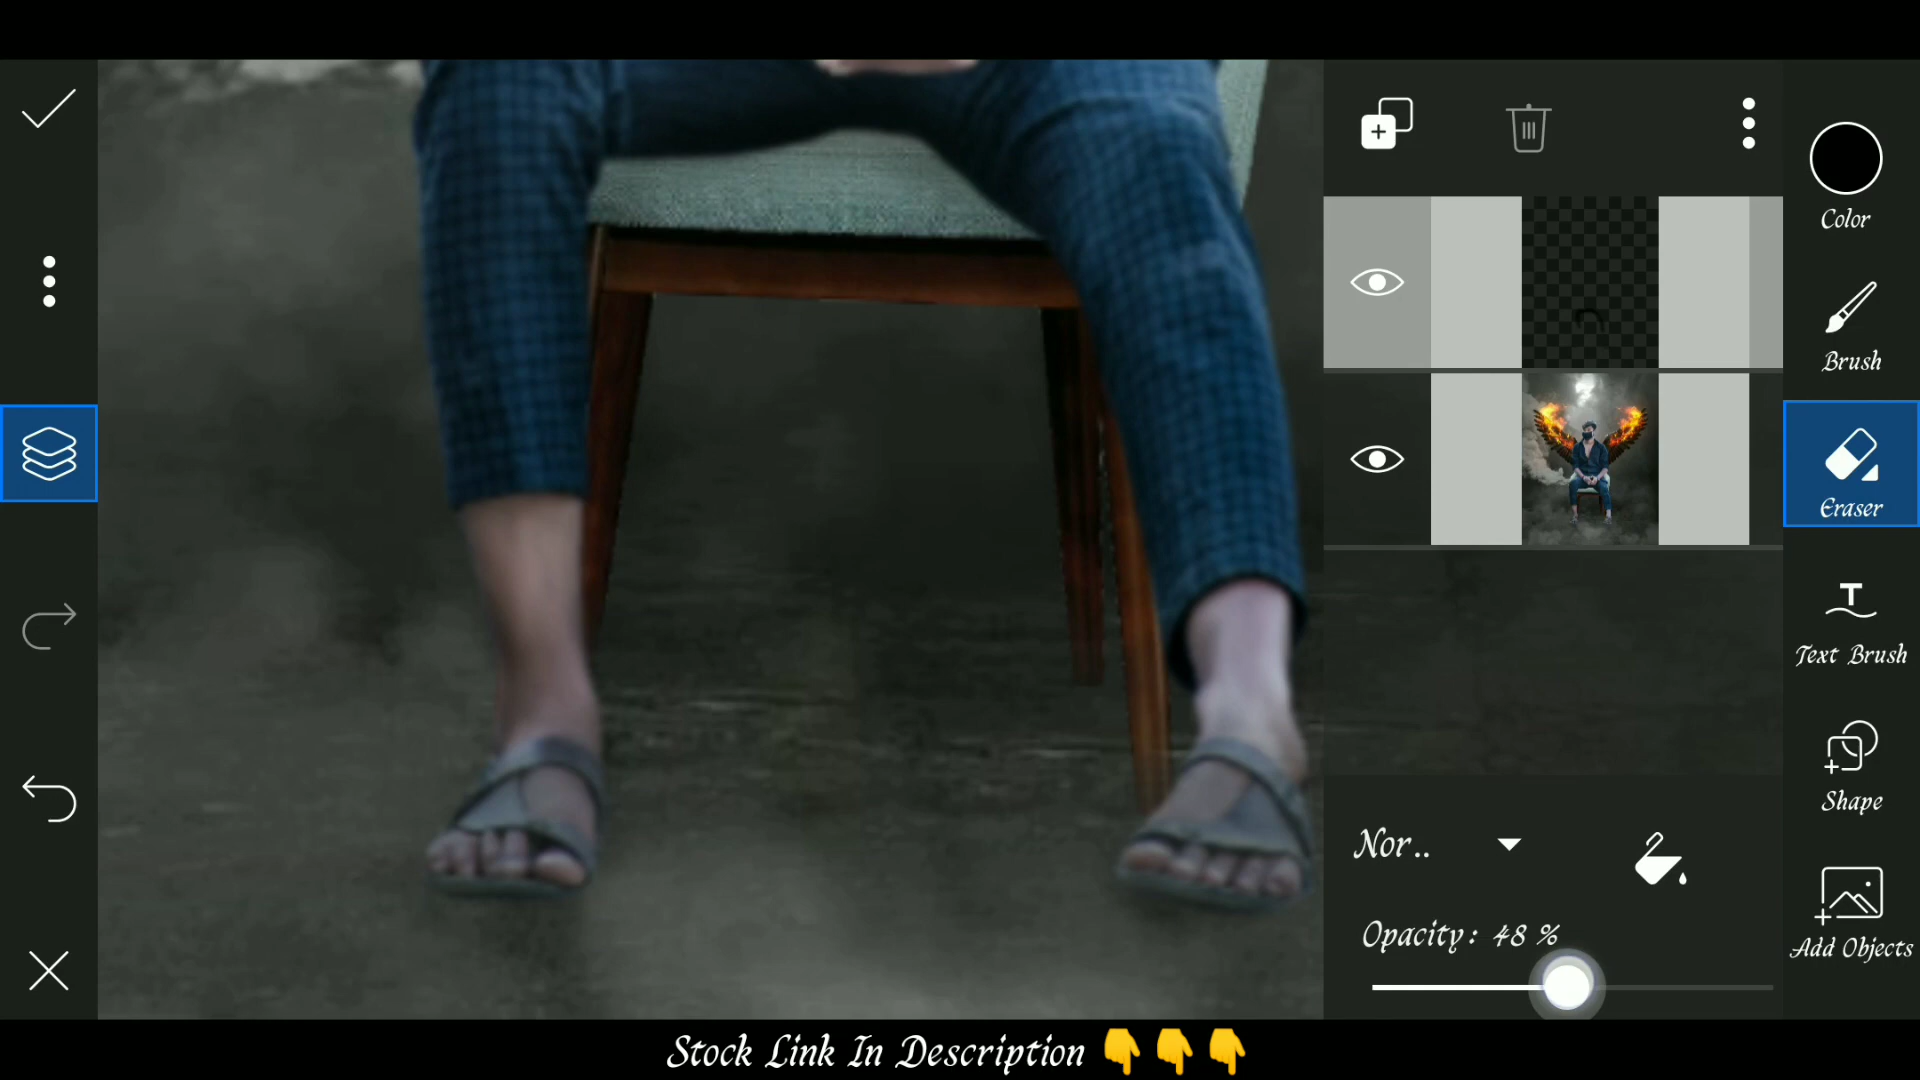 Color
Brush
Eraser
Text Brush
Shape
Add Objects
Nor..
Opacity: 48 %
Stock Link In Description 👇👇👇